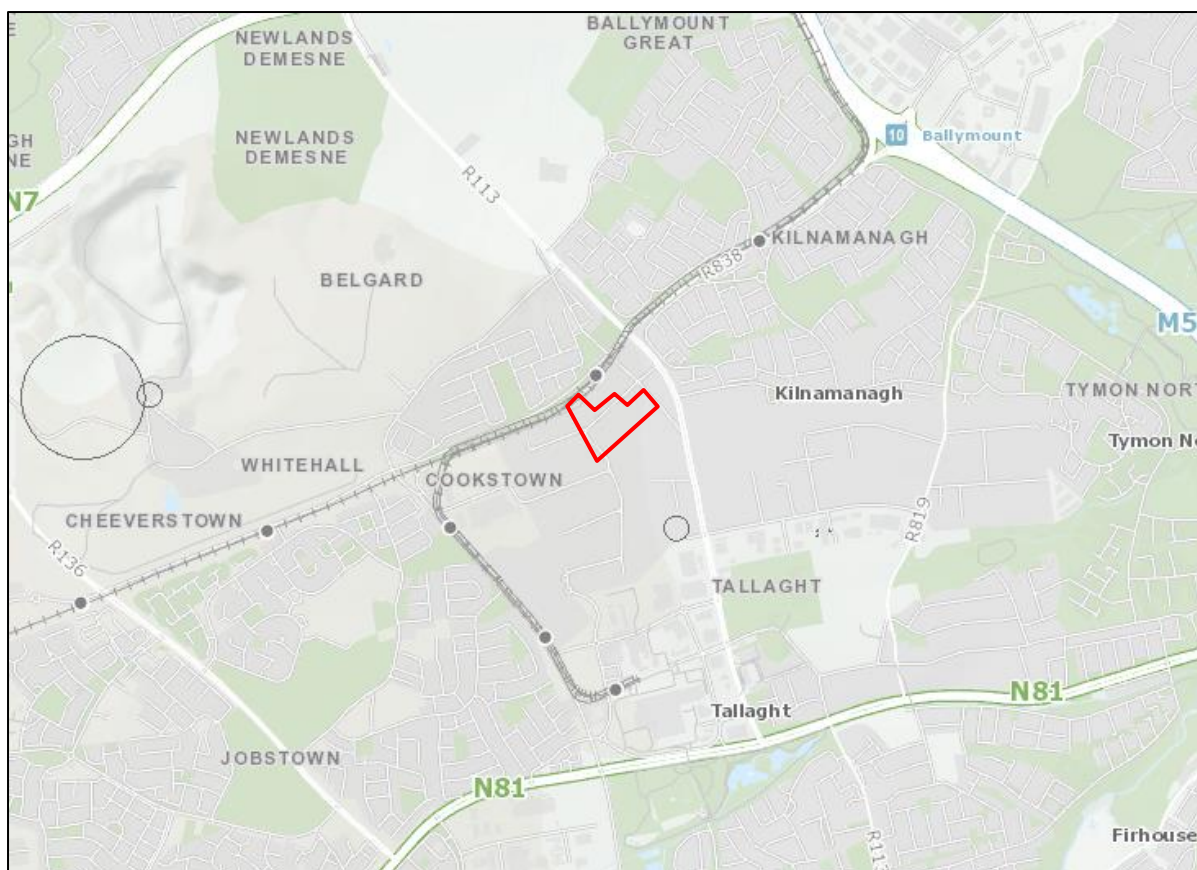 BALLYMOUNT
GREAT
NEWLANDS
DEMESNE
NEWLANDS
DEMESNE
10
Ballymount
GH
NE
N7
R113
KILNAMANAGH
R838
BELGARD
M5
Kilnamanagh
TYMON NORT
Tymon No
WHITEHALL
COOKSTOWN
CHEEVERSTOWN
R819
R136
TALLAGHT
N81
Tallaght
JOBSTOWN
N81
R113
Firhouse